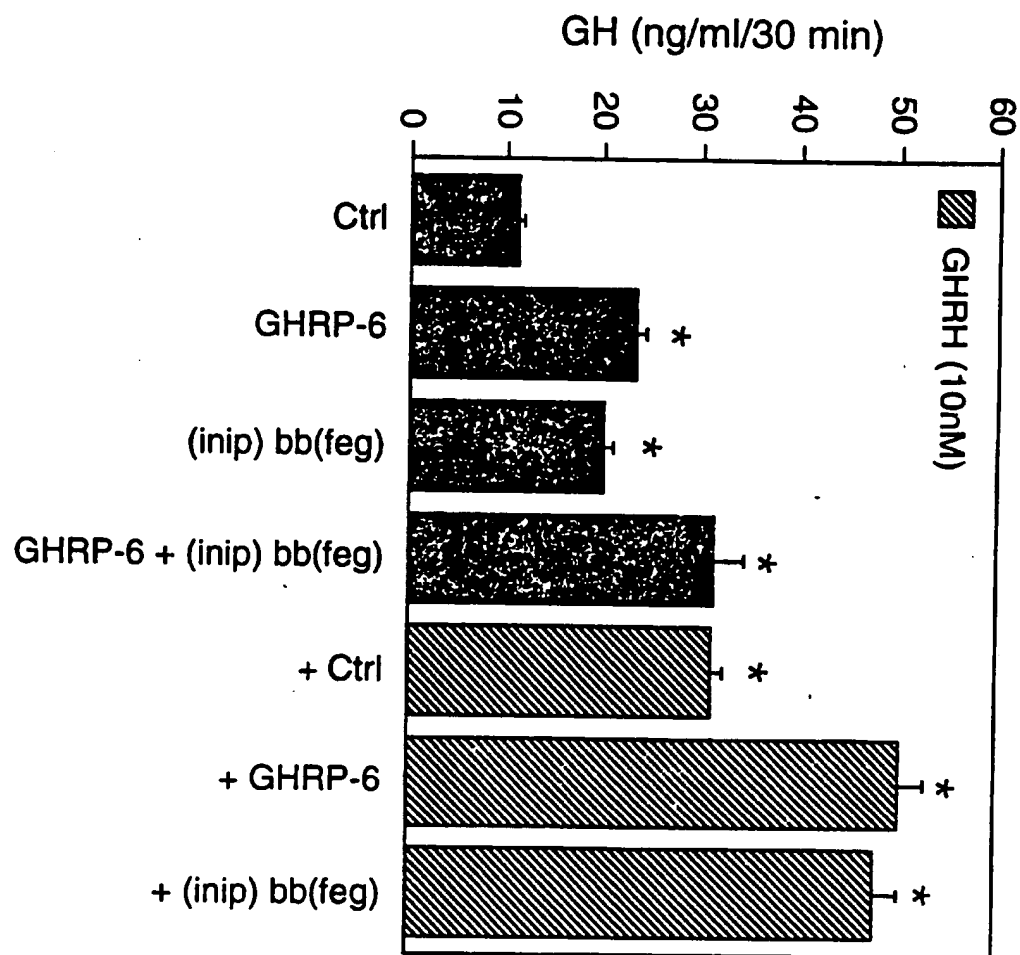 GH (ng/ml/30 min)
0
10
20
30
40
50
60
GHRH (10nM)
Ctrl
*
GHRP-6
*
(inip) bb(feg)
*
GHRP-6 + (inip) bb(feg)
*
+ Ctrl
*
+ GHRP-6
*
+ (inip) bb(feg)